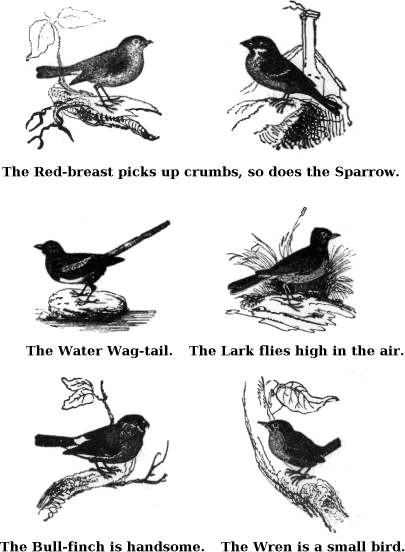 The Red-breast picks up crumbs, so does the Sparrow.
The Water Wag-tail. The Lark flies high in the air.
The Bull-finch is handsome. The Wren is a small bird.